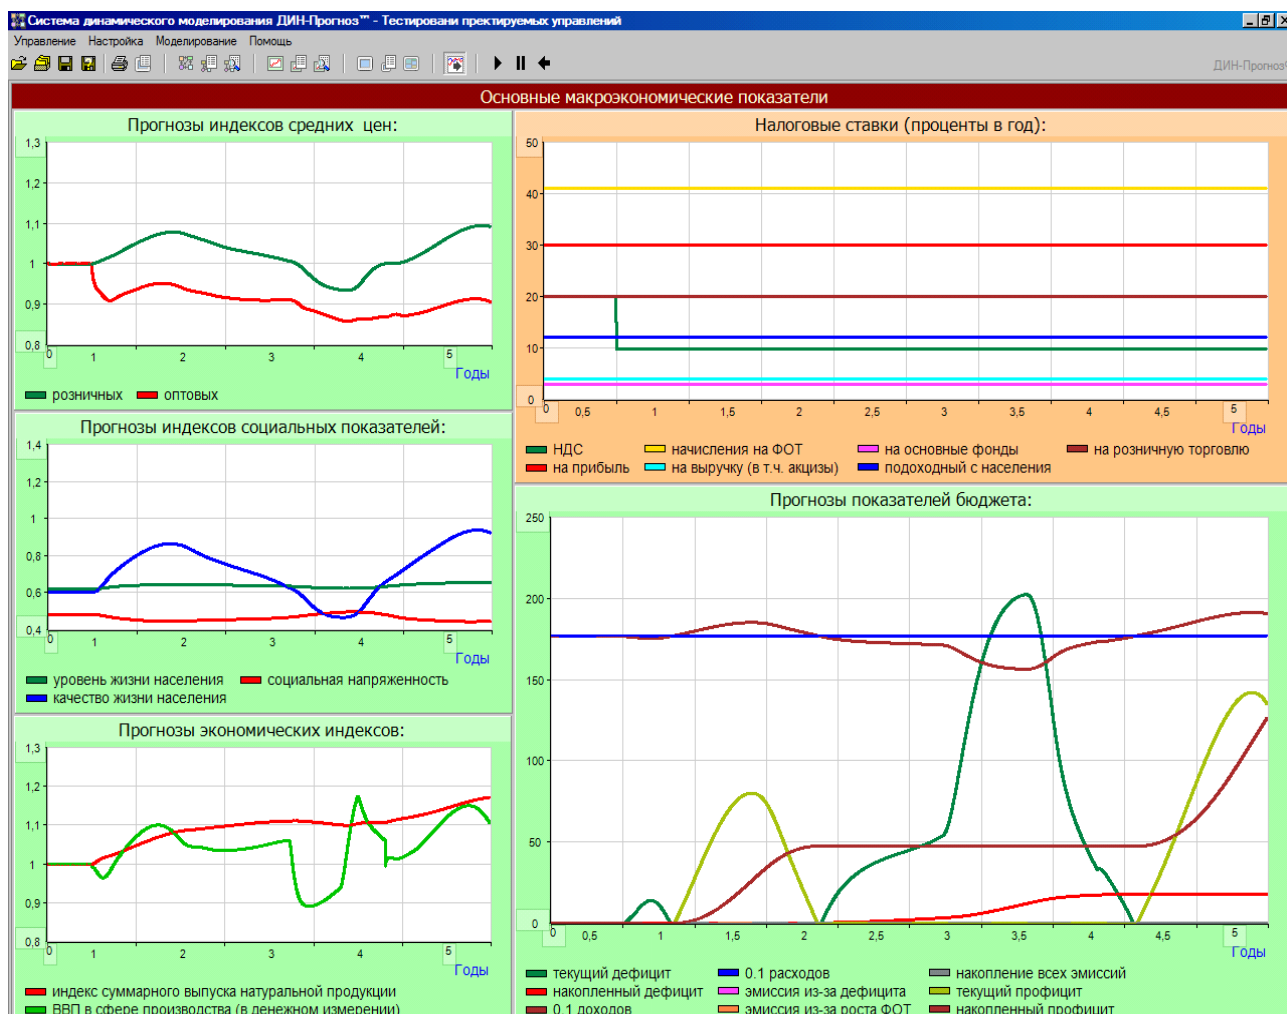 Система динамического моделирования ДИН-Прогноз™ - Тестировани пректируемых управлений
Управление Настройка Моделирование Помощь
ДИН-Прогноз
Основные макроэкономические показатели
Прогнозы индексов средних цен:
1,3
1,2
1,1
1
0,9
0,8
0 1 2 3 4 5
Годы
розничных оптовых
Прогнозы индексов социальных показателей:
1,4
1,2
1
0,8
0,6
0,4
0 1 2 3 4 5
Годы
уровень жизни населения социальная напряженность
качество жизни населения
Прогнозы экономических индексов:
1,3
1,2
1,1
1
0,9
0,8
0 1 2 3 4 5
Годы
индекс суммарного выпуска натуральной продукции
ВВП в сфере производства (в денежном измерении)
Налоговые ставки (проценты в год):
50
40
30
20
10
0
0 0,5 1 1,5 2 2,5 3 3,5 4 4,5 5
Годы
НДС начисления на ФОТ на основные фонды на розничную торговлю
на прибыль на выручку (в т.ч. акцизы) подоходный с населения
Прогнозы показателей бюджета:
250
200
150
100
50
0
0 0,5 1 1,5 2 2,5 3 3,5 4 4,5 5
Годы
текущий дефицит 0.1 расходов накопление всех эмиссий
накопленный дефицит эмиссия из-за дефицита текущий профицит
0.1 доходов эмиссия из-за роста ФОТ накопленный профицит